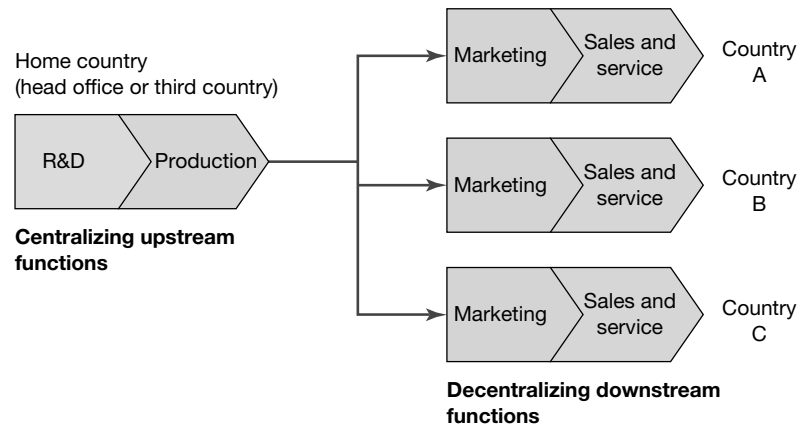 Home country
(head office or third country)
R&D
Production
Centralizing upstream
functions
Marketing
Sales and
service
Country
A
Marketing
Sales and
service
Country
B
Marketing
Sales and
service
Country
C
Decentralizing downstream
functions